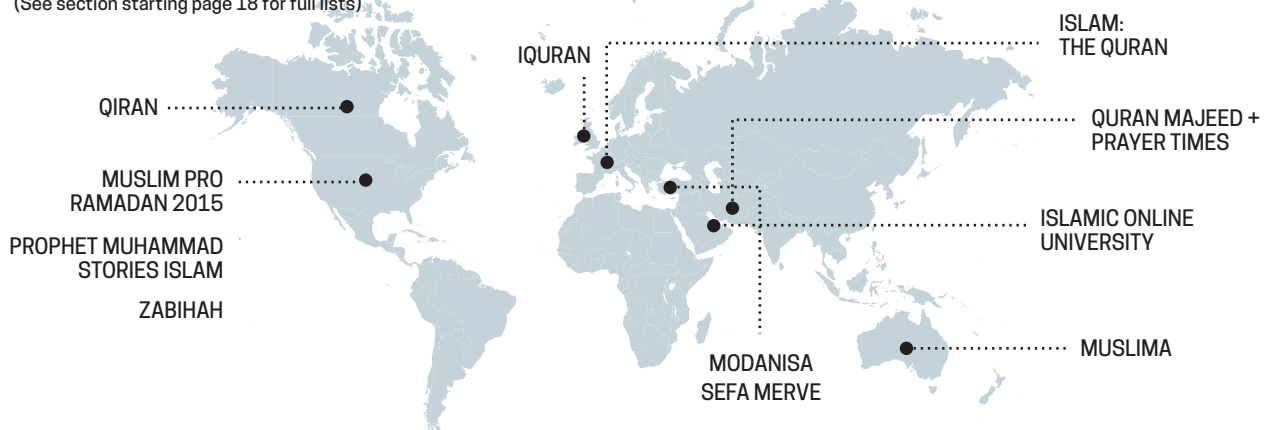 (See section starting page 18 for full lists)
IQURAN
ISLAM:
THE QURAN
QIRAN
QURAN MAJEED +
PRAYER TIMES
MUSLIM PRO
RAMADAN 2015
ISLAMIC ONLINE
UNIVERSITY
PROPHET MUHAMMAD
STORIES ISLAM
ZABIHAH
MODANISA
SEFA MERVE
MUSLIMA